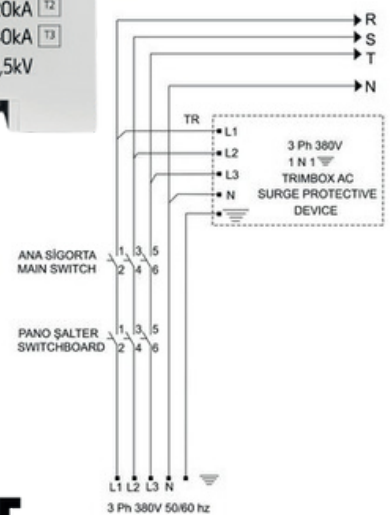 0kA T2
0kA T3
,5kV
R
S
T
N
TR
L1
L2
L3
N
3 Ph 380V
1 N 1
TRIMBOX AC
SURGE PROTECTIVE
DEVICE
ANA SİGORTA
MAIN SWITCH
1 3 5
2 4 6
PANO ŞALTER
SWITCHBOARD
1 3 5
2 4 6
L1 L2 L3 N
3 Ph 380V 50/60 hz